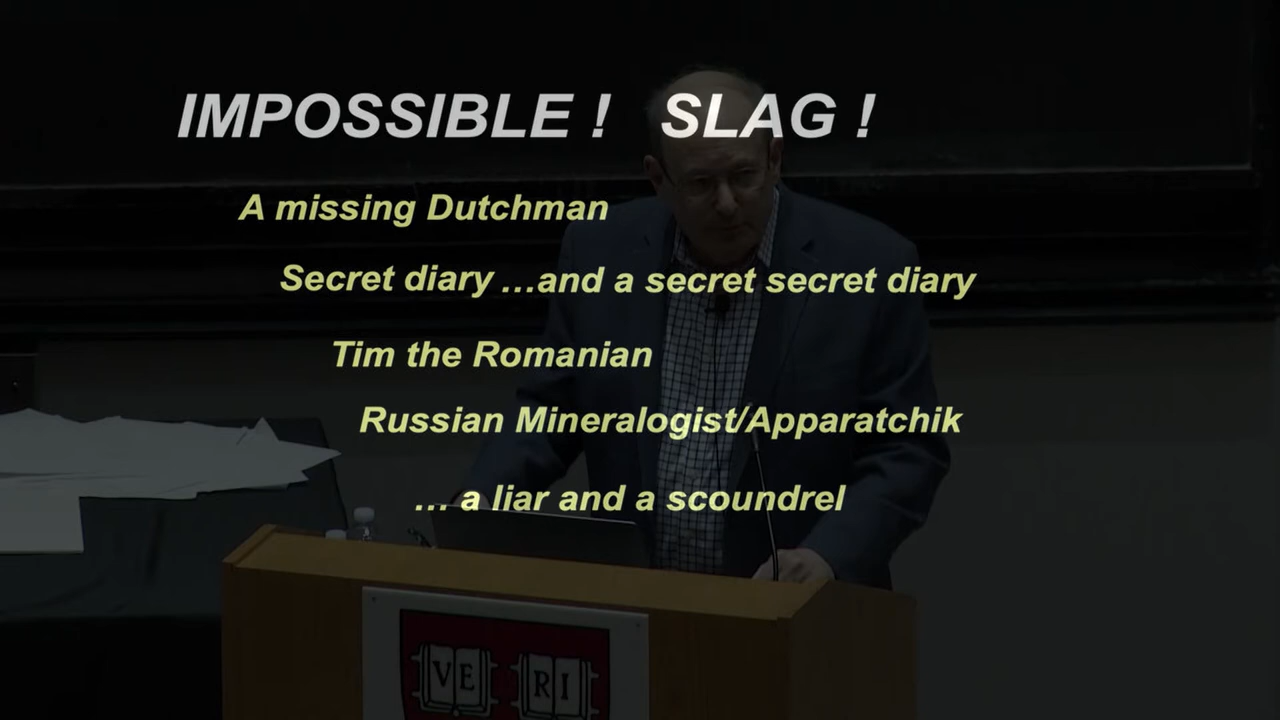 IMPOSSIBLE ! SLAG !
A missing Dutchman
Secret diary …and a secret secret diary
Tim the Romanian
Russian Mineralogist/Apparatchik
… a liar and a scoundrel
VE RI